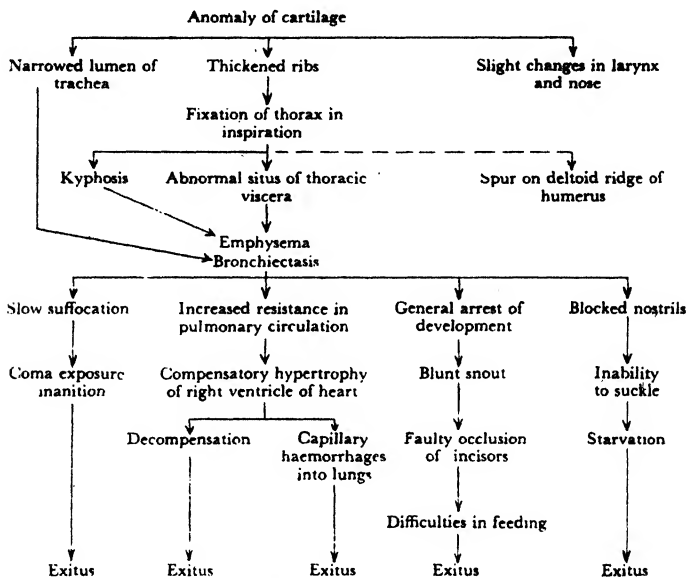 Anomaly of cartilage
Narrowed lumen of
trachea
Thickened ribs
Slight changes in larynx
and nose
Fixation of thorax in
inspiration
Kyphosis
Abnormal situs of thoracic
viscera
Spur on deltoid ridge of
humerus
Emphysema
Bronchiectasis
Slow suffocation
Increased resistance in
pulmonary circulation
General arrest of
development
Blocked nostrils
Coma exposure
inanition
Compensatory hypertrophy
of right ventricle of heart
Blunt snout
Inability
to suckle
Decompensation
Capillary
haemorrhages
into lungs
Faulty occlusion
of incisors
Starvation
Difficulties in feeding
Exitus
Exitus
Exitus
Exitus
Exitus